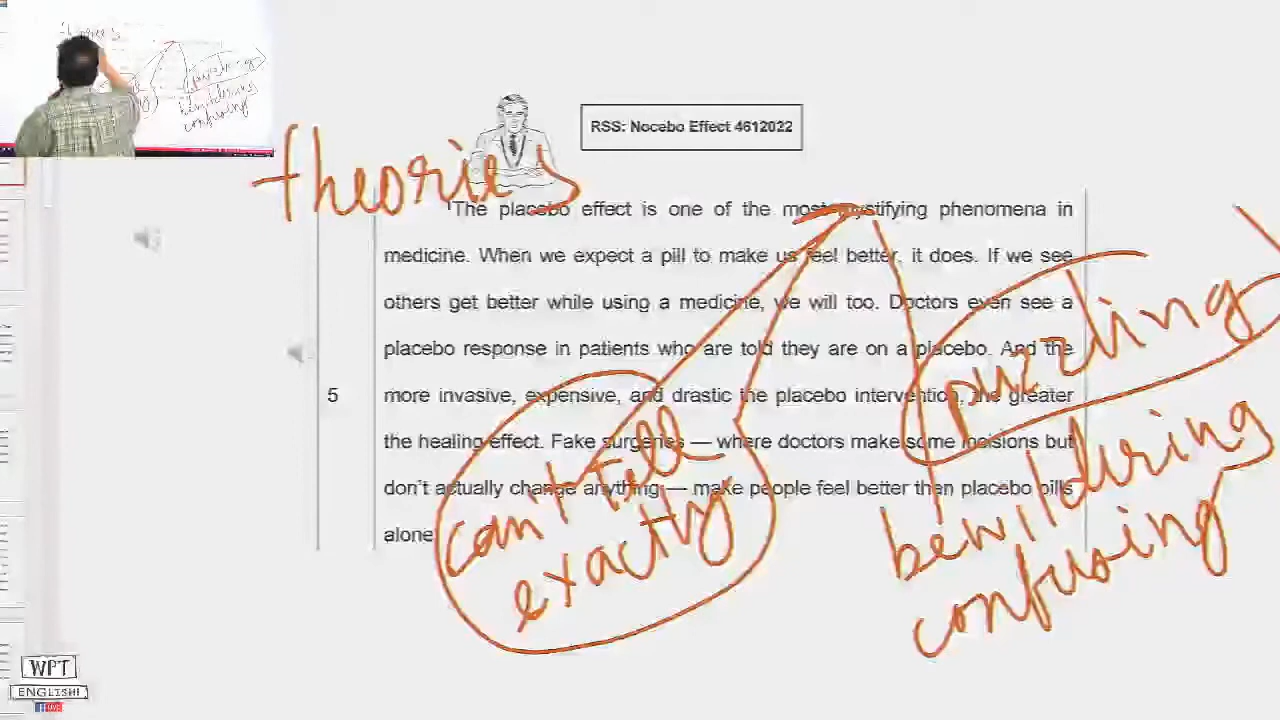 RSS: Nocebo Effect 4612022
theories
The placebo effect is one of the most mystifying phenomena in
medicine. When we expect a pill to make us feel better, it does. If we see
others get better while using a medicine, we will too. Doctors even see a
placebo response in patients who are told they are on a placebo. And the
5 more invasive, expensive, and drastic the placebo intervention, the greater
the healing effect. Fake surgeries — where doctors make some incisions but
don't actually change anything — make people feel better than placebo pills
alone
puzzling
can't tell
exactly
bewildering
confusing
WPT
ENGLISH!
LIVE